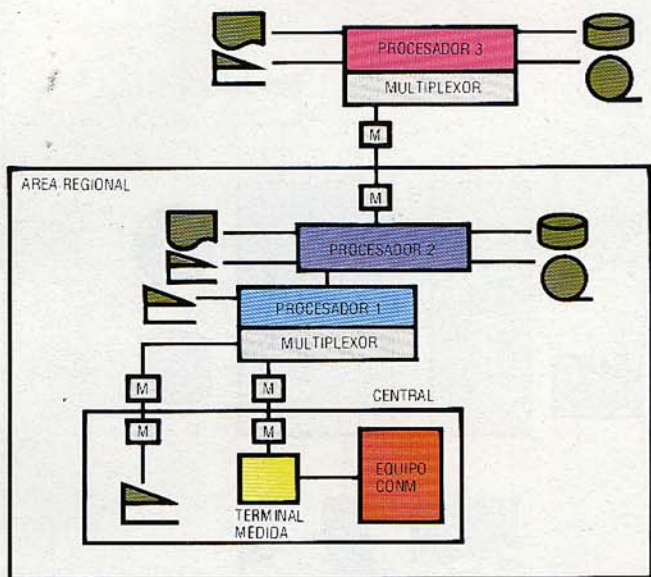 PROCESADOR 3
MULTIPLEXOR
M
AREA REGIONAL
M
PROCESADOR 2
PROCESADOR 1
MULTIPLEXOR
M
M
CENTRAL
M
M
EQUIPO
CONM.
TERMINAL
MEDIDA